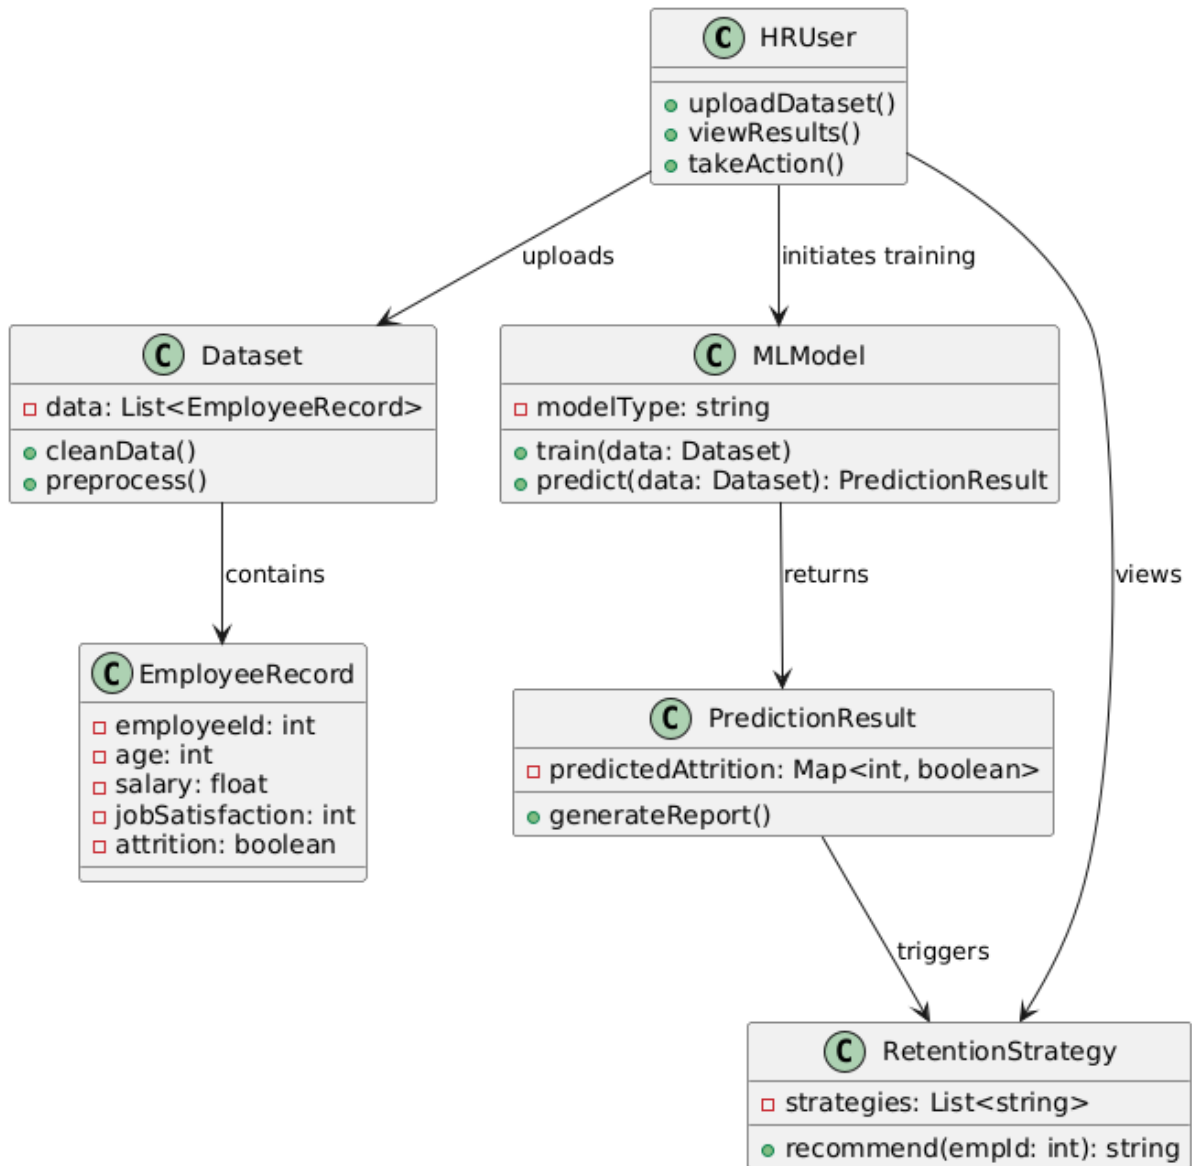 C HRUser
uploadDataset()
viewResults()
takeAction()
uploads
initiates training
C Dataset
data: List<EmployeeRecord>
cleanData()
preprocess()
C MLModel
modelType: string
train(data: Dataset)
predict(data: Dataset): PredictionResult
contains
returns
views
C EmployeeRecord
employeeId: int
age: int
salary: float
jobSatisfaction: int
attrition: boolean
C PredictionResult
predictedAttrition: Map<int, boolean>
generateReport()
triggers
C RetentionStrategy
strategies: List<string>
recommend(empId: int): string